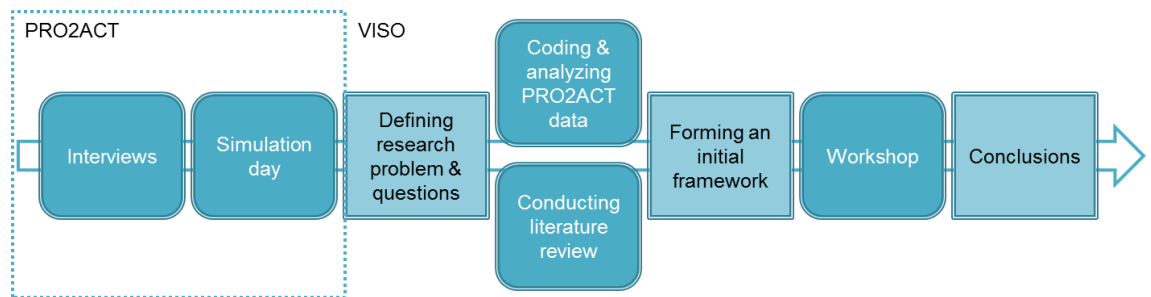 PRO2ACT
VISO
Interviews
Simulation
day
Defining
research
problem &
questions
Coding &
analyzing
PRO2ACT
data
Conducting
literature
review
Forming an
initial
framework
Workshop
Conclusions